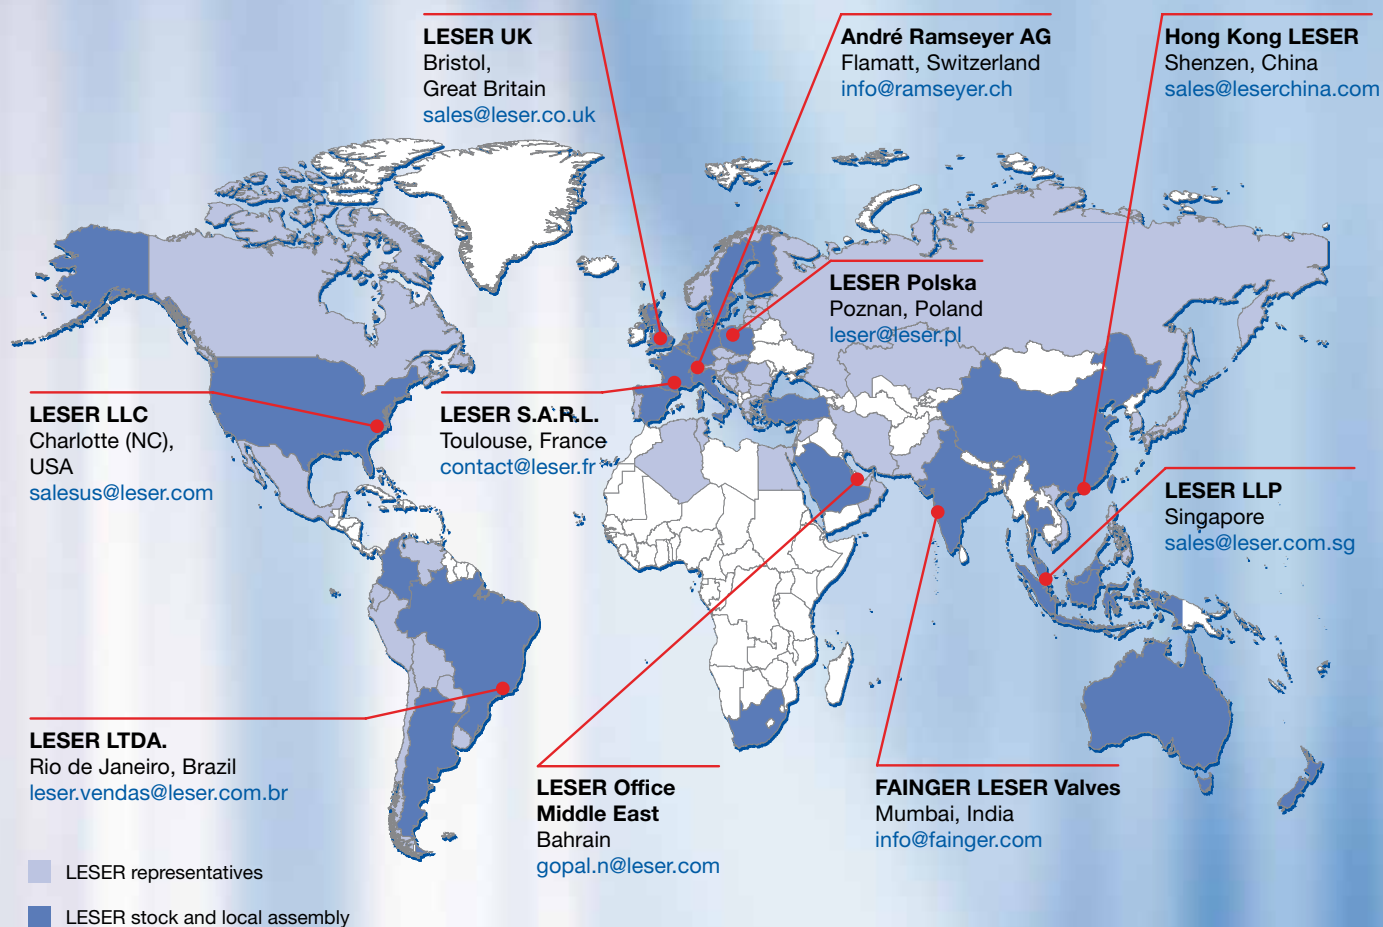 LESER UK
Bristol,
Great Britain
sales@leser.co.uk
André Ramseyer AG
Flamatt, Switzerland
info@ramseyer.ch
Hong Kong LESER
Shenzen, China
sales@leserchina.com
LESER Polska
Poznan, Poland
leser@leser.pl
LESER LLC
Charlotte (NC),
USA
salesus@leser.com
LESER S.A.R.L.
Toulouse, France
contact@leser.fr
LESER LLP
Singapore
sales@leser.com.sg
LESER LTDA.
Rio de Janeiro, Brazil
leser.vendas@leser.com.br
LESER Office
Middle East
Bahrain
gopal.n@leser.com
FAINGER LESER Valves
Mumbai, India
info@fainger.com
LESER representatives
LESER stock and local assembly